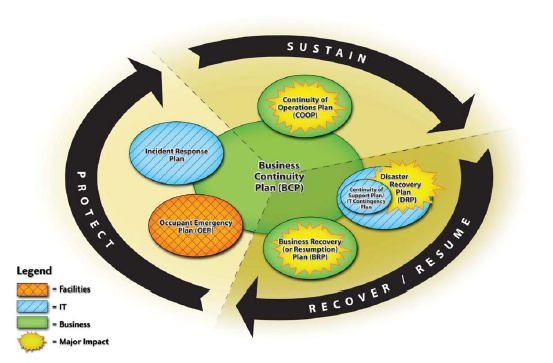 SUSTAIN
Continuity of
Operations Plan
(COOP)
Incident Response
Plan
Business
Continuity
Plan (BCP)
Disaster
Recovery
Plan
(DRP)
Continuity of
Support Plan/
IT Contingency
Plan
Occupant Emergency
Plan (OEP)
Business Recovery
(or Resumption)
Plan (BRP)
PROTECT
RECOVER / RESUME
Legend
= Facilities
= IT
= Business
= Major Impact